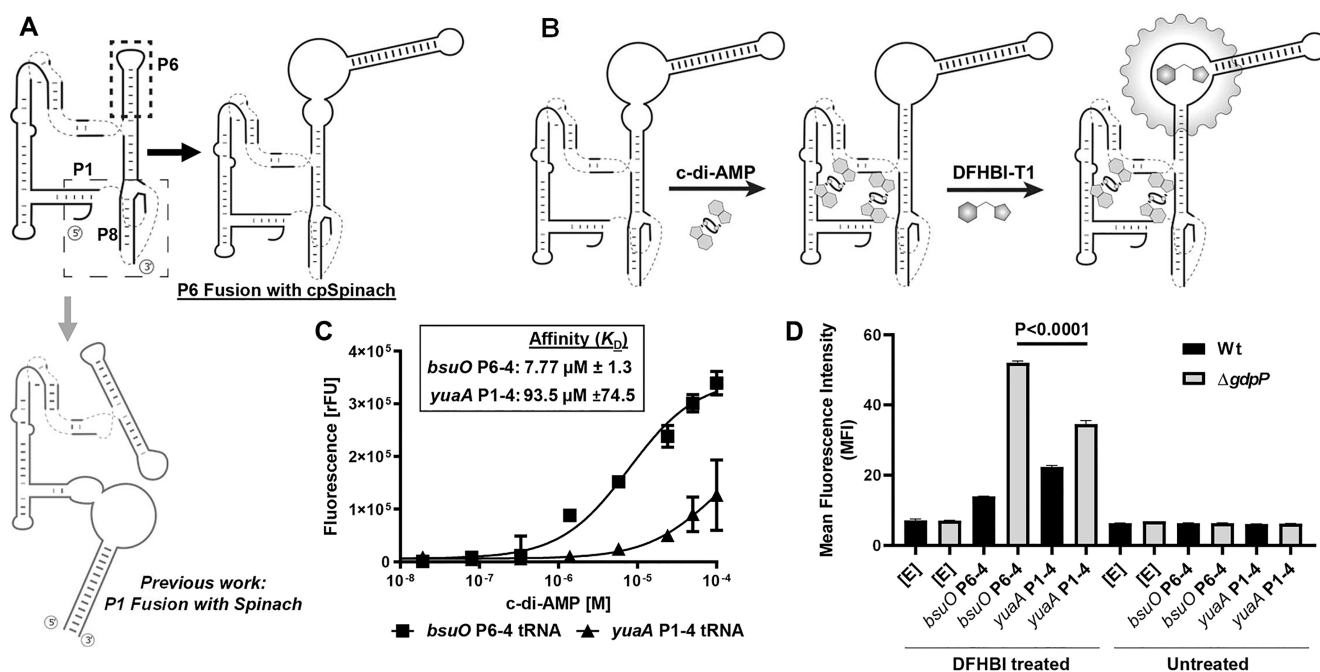 A
P6
P1
5'
P8
3'
P6 Fusion with cpSpinach
Previous work:
P1 Fusion with Spinach
5'
3'
B
c-di-AMP
DFHBI-T1
C
Affinity (KD)
bsuO P6-4: 7.77 µM ± 1.3
yuaA P1-4: 93.5 µM ±74.5
Fluorescence [rFU]
4×10⁵
3×10⁵
2×10⁵
1×10⁵
0
10⁻⁸
10⁻⁷
10⁻⁶
10⁻⁵
10⁻⁴
c-di-AMP [M]
bsuO P6-4 tRNA
yuaA P1-4 tRNA
D
P<0.0001
Wt
ΔgdpP
Mean Fluorescence Intensity
(MFI)
60
40
20
0
[E]
[E]
bsuO P6-4
bsuO P6-4
yuaA P1-4
yuaA P1-4
[E]
[E]
bsuO P6-4
bsuO P6-4
yuaA P1-4
yuaA P1-4
DFHBI treated
Untreated